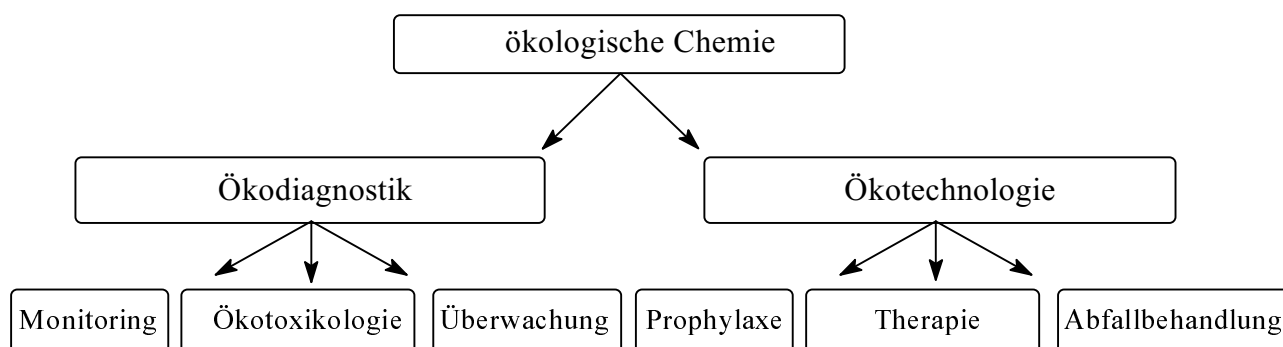 ökologische Chemie
Ökodiagnostik
Ökotechnologie
Monitoring
Ökotoxikologie
Überwachung
Prophylaxe
Therapie
Abfallbehandlung